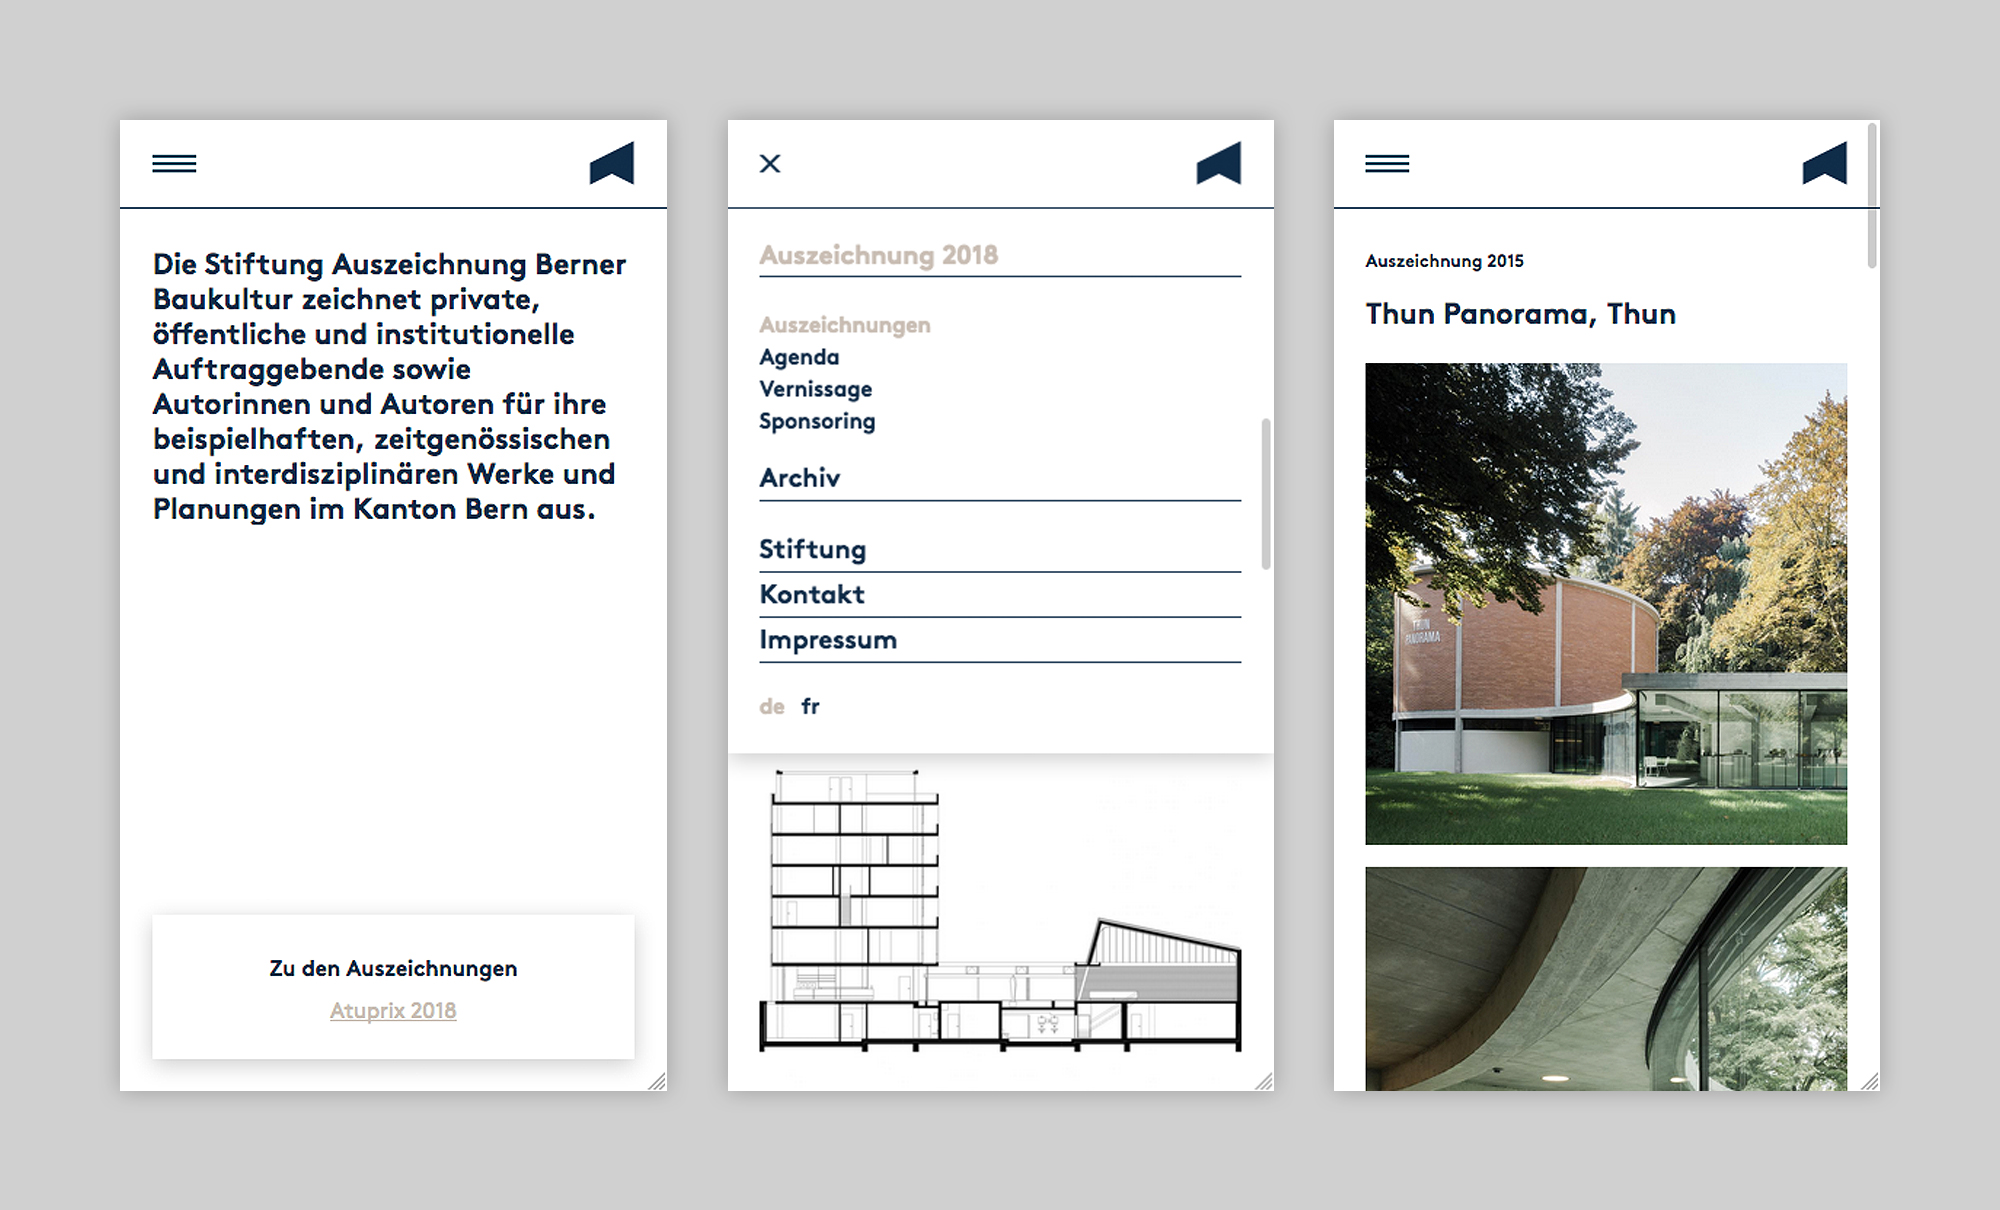 Die Stiftung Auszeichnung Berner
Baukultur zeichnet private,
öffentliche und institutionelle
Auftraggebende sowie
Autorinnen und Autoren für ihre
beispielhaften, zeitgenössischen
und interdisziplinären Werke und
Planungen im Kanton Bern aus.
Zu den Auszeichnungen
Atuprix 2018
Auszeichnung 2018
Auszeichnungen
Agenda
Vernissage
Sponsoring
Archiv
Stiftung
Kontakt
Impressum
de fr
Auszeichnung 2015
Thun Panorama, Thun
THUN
PANORAMA